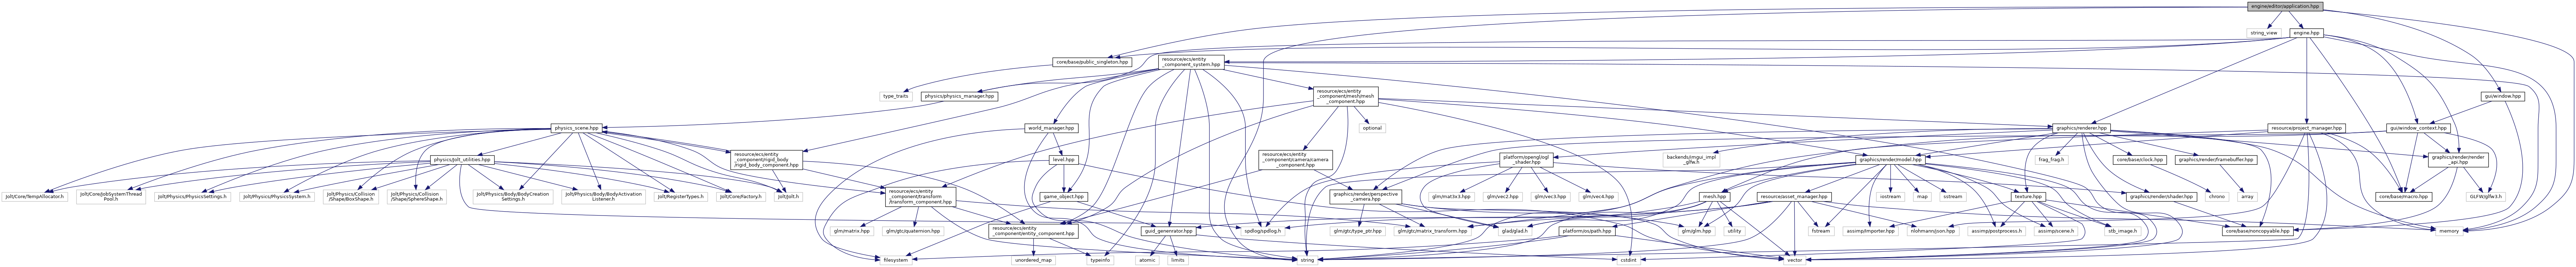 engine/editor/application.hpp
string_view
engine.hpp
core/base/public_singleton.hpp
resource/ecs/entity
_component_system.hpp
type_traits
physics/physics_manager.hpp
resource/ecs/entity
_component/mesh/mesh
_component.hpp
gui/window.hpp
physics_scene.hpp
world_manager.hpp
optional
graphics/renderer.hpp
resource/project_manager.hpp
gui/window_context.hpp
physics/jolt_utilities.hpp
resource/ecs/entity
_component/rigid_body
/rigid_body_component.hpp
level.hpp
resource/ecs/entity
_component/camera/camera
_component.hpp
platform/opengl/ogl
_shader.hpp
backends/imgui_impl
_glfw.h
graphics/render/model.hpp
frag_frag.h
core/base/clock.hpp
graphics/render/framebuffer.hpp
graphics/render/render
_api.hpp
Jolt/Core/TempAllocator.h
Jolt/Core/JobSystemThread
Pool.h
Jolt/Physics/PhysicsSettings.h
Jolt/Physics/PhysicsSystem.h
Jolt/Physics/Collision
/Shape/BoxShape.h
Jolt/Physics/Collision
/Shape/SphereShape.h
Jolt/Physics/Body/BodyCreation
Settings.h
Jolt/Physics/Body/BodyActivation
Listener.h
Jolt/RegisterTypes.h
Jolt/Core/Factory.h
Jolt/Jolt.h
resource/ecs/entity
_component/transform
/transform_component.hpp
game_object.hpp
graphics/render/perspective
_camera.hpp
glm/mat3x3.hpp
glm/vec2.hpp
glm/vec3.hpp
glm/vec4.hpp
mesh.hpp
resource/asset_manager.hpp
iostream
map
sstream
texture.hpp
graphics/render/shader.hpp
chrono
array
core/base/macro.hpp
GLFW/glfw3.h
glm/matrix.hpp
glm/gtc/quaternion.hpp
resource/ecs/entity
_component/entity_component.hpp
guid_genenrator.hpp
spdlog/spdlog.h
glm/gtc/type_ptr.hpp
glm/gtc/matrix_transform.hpp
glad/glad.h
platform/os/path.hpp
glm/glm.hpp
utility
fstream
assimp/Importer.hpp
nlohmann/json.hpp
assimp/postprocess.h
assimp/scene.h
stb_image.h
core/base/noncopyable.hpp
memory
filesystem
unordered_map
typeinfo
atomic
limits
string
cstdint
vector